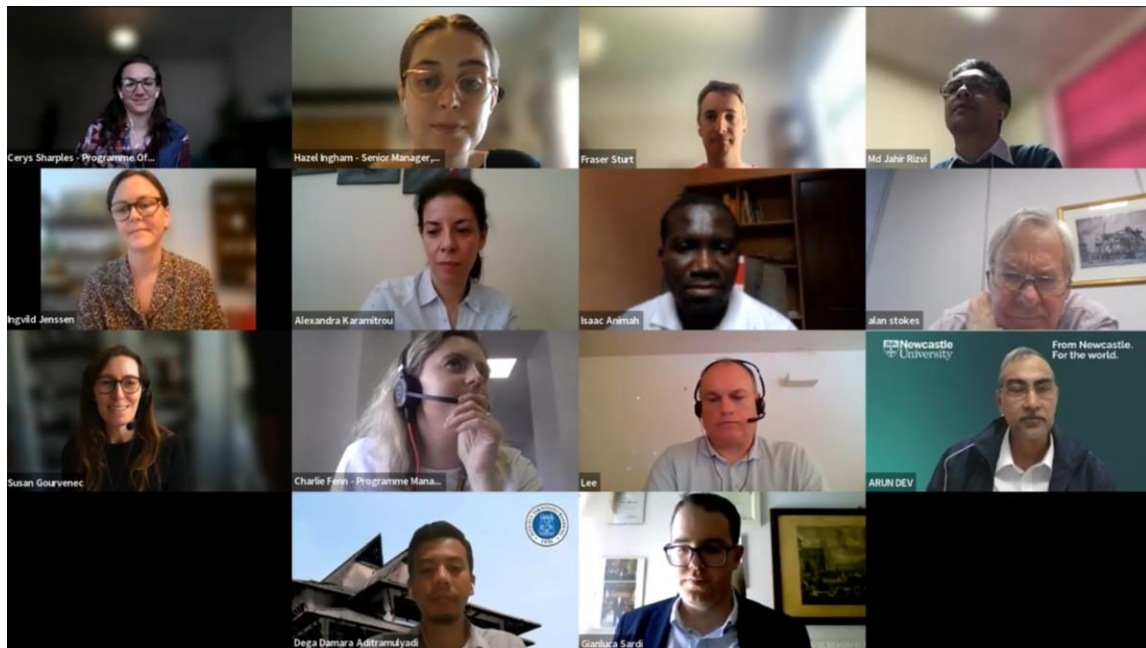 Cerys Sharples - Programme Of...
Hazel Ingham - Senior Manager,...
Fraser Sturt
Md Jahir Rizvi
Ingvild Jenssen
Alexandra Karamitrou
Isaac Animah
alan stokes
Susan Gourvenec
Charlie Fenn - Programme Mana...
Lee
Newcastle
University
From Newcastle.
For the world.
ARUN DEV
Dega Damara Aditramulyadi
Gianluca Sardi